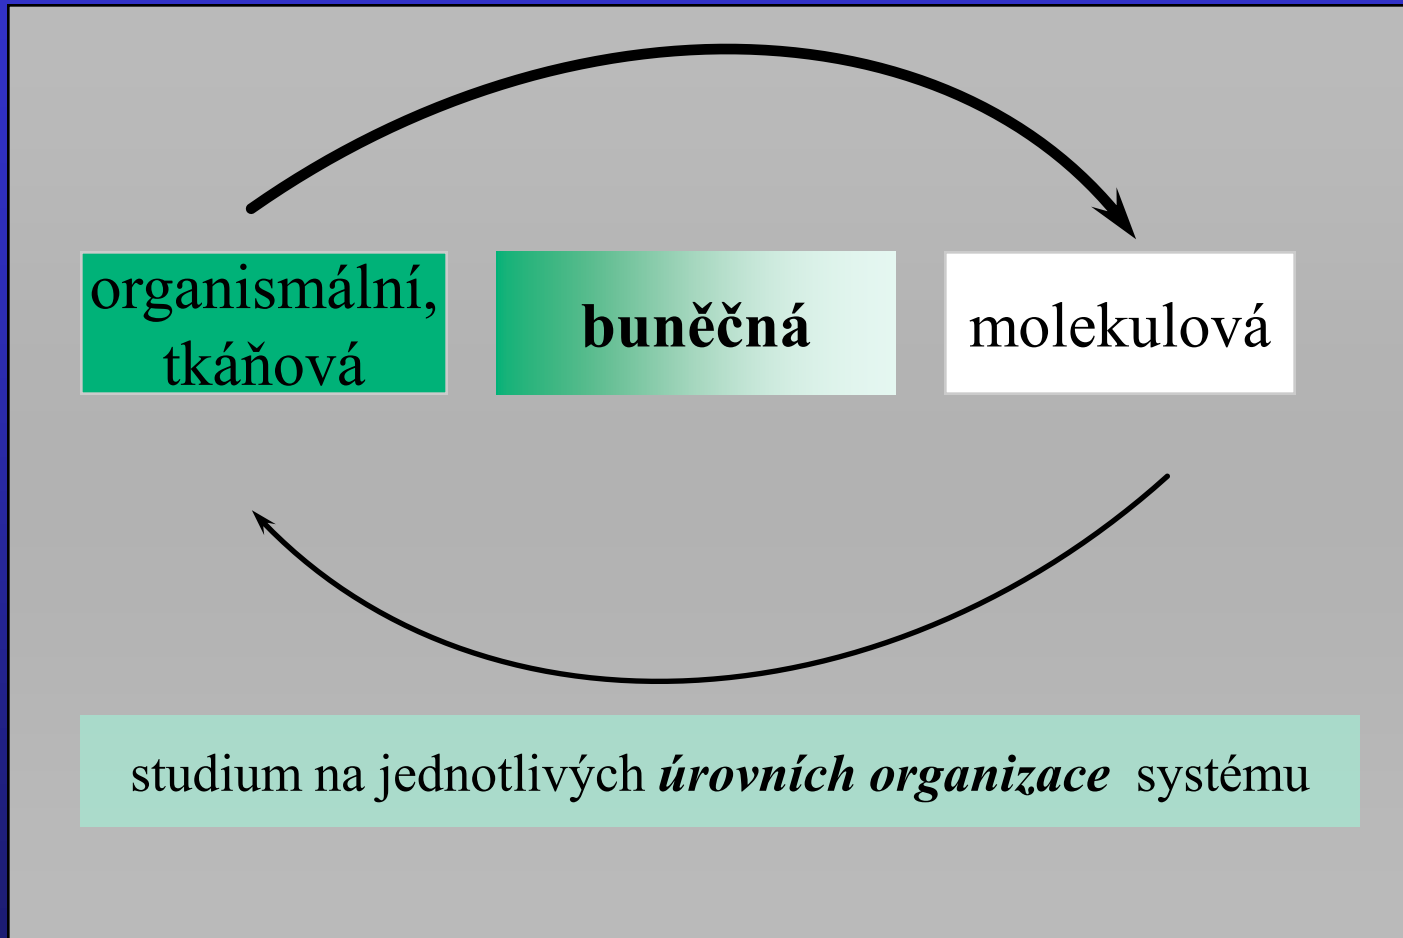 organismální,
tkáňová
buněčná
molekulová
studium na jednotlivých úrovních organizace systému